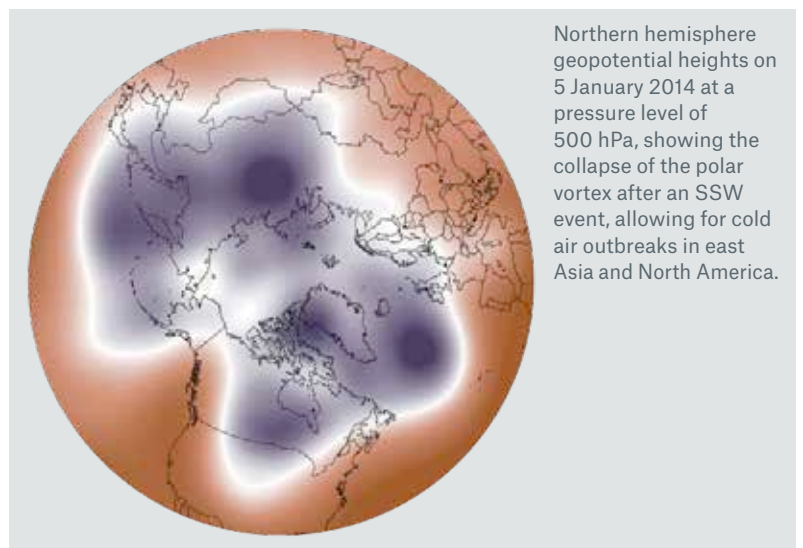 Northern hemisphere
geopotential heights on
5 January 2014 at a
pressure level of
500 hPa, showing the
collapse of the polar
vortex after an SSW
event, allowing for cold
air outbreaks in east
Asia and North America.